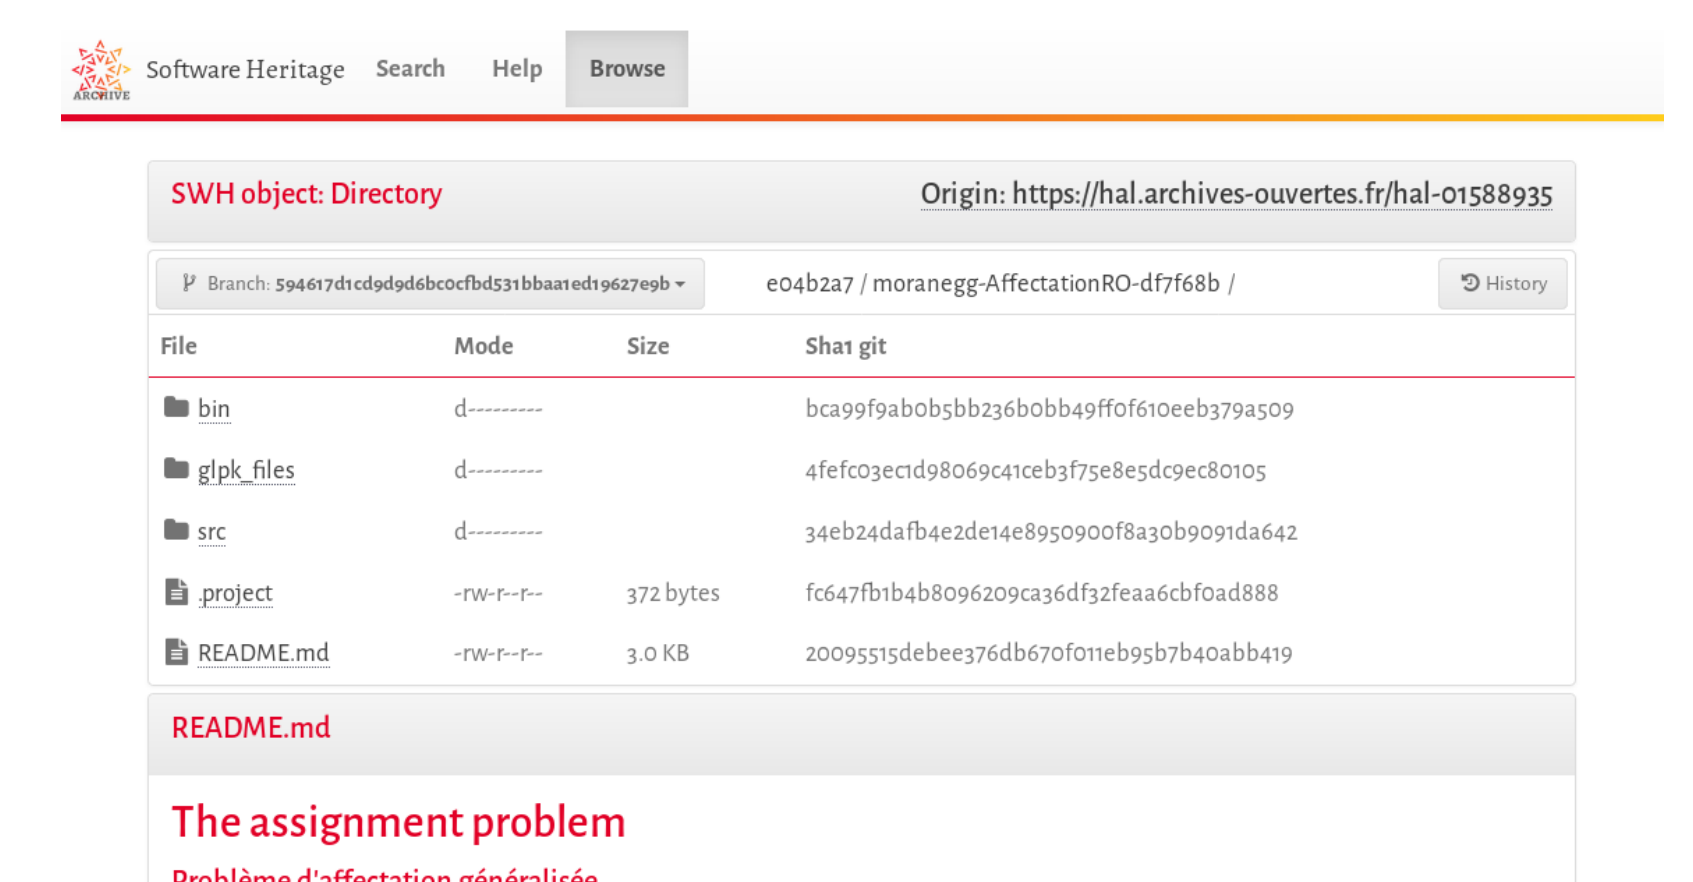 ARCHIVE
Software Heritage Search Help Browse
SWH object: Directory Origin: https://hal.archives-ouvertes.fr/hal-01588935
Branch: 594617d1cd9d9d6bc0cfbd531bbaa1ed19627e9b e04b2a7 / moranegg-AffectationRO-df7f68b / History
File Mode Size Sha1 git
bin d--------- bca99f9ab0b5bb236b0bb49ff0f610eeb379a509
glpk_files d--------- 4fefc03ec1d98069c41ceb3f75e8e5dc9ec80105
src d--------- 34eb24dafb4e2de14e8950900f8a30b9091da642
.project -rw-r--r-- 372 bytes fc647fb1b4b8096209ca36df32feaa6cbf0ad888
README.md -rw-r--r-- 3.0 KB 20095515debee376db670f011eb95b7b40abb419
README.md
The assignment problem
Problème d'affectation généralisée